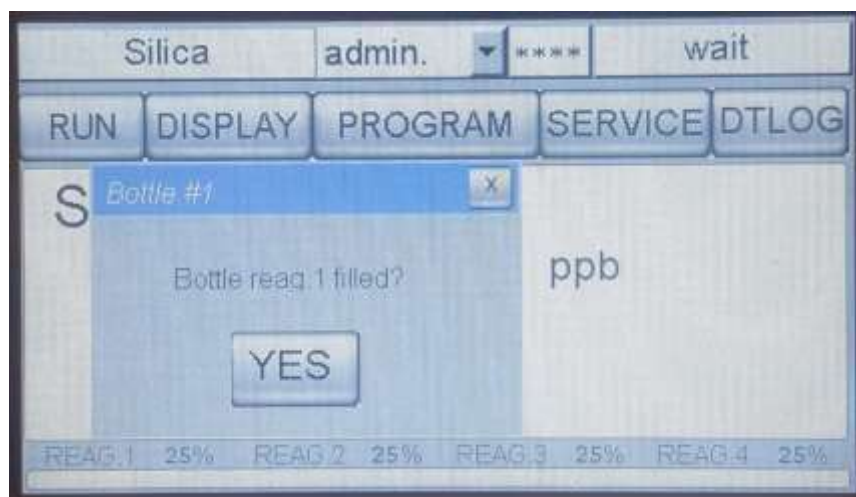 Silica admin. **** wait
RUN DISPLAY PROGRAM SERVICE DTLOG
S
Bottle #1 X
Bottle reag.1 filled?
ppb
YES
REAG.1 25% REAG.2 25% REAG.3 25% REAG.4 25%